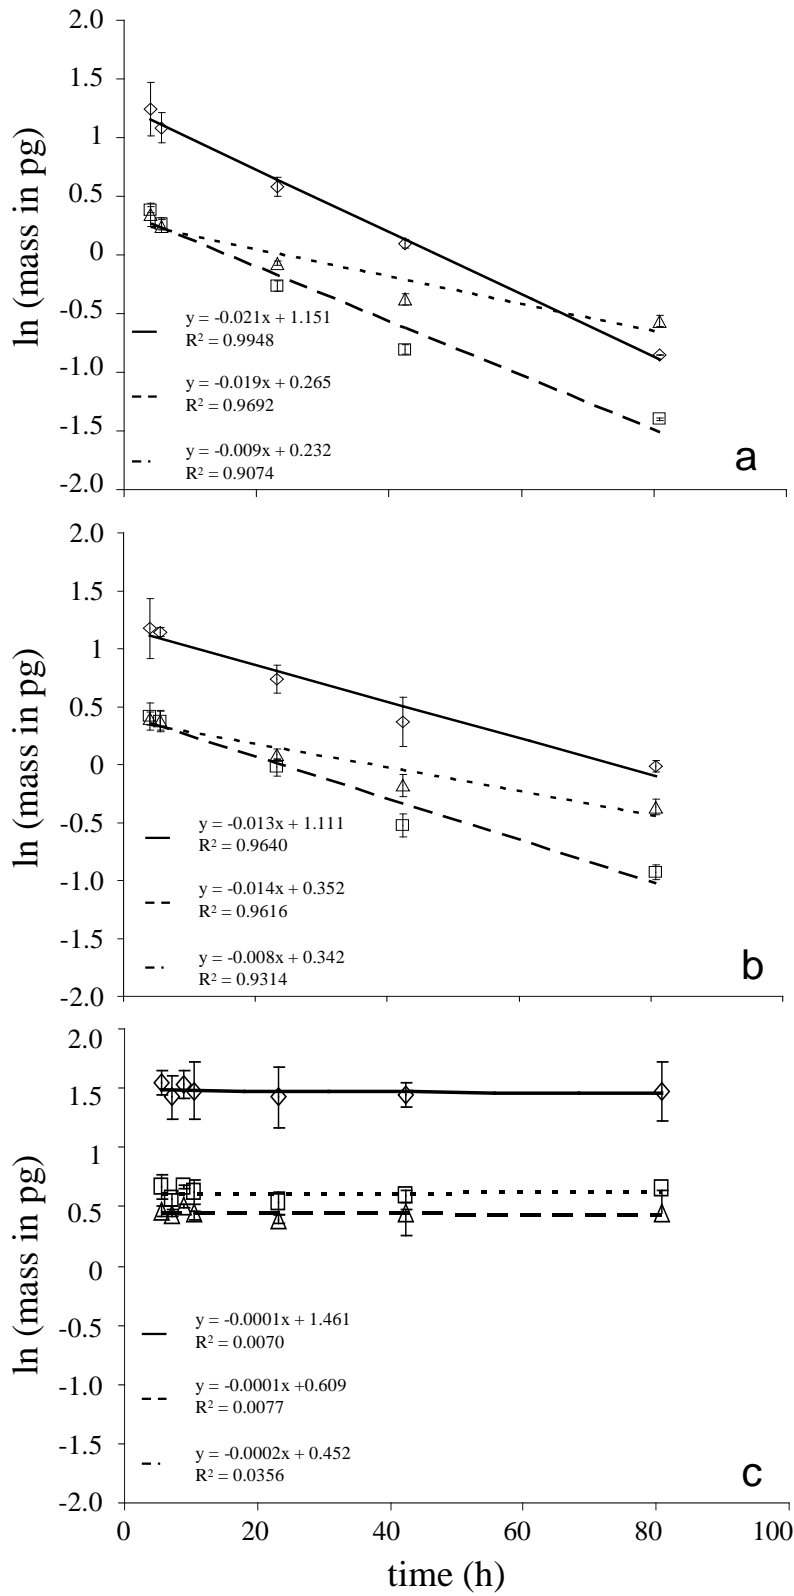 2.0
1.5
1
0.5
0
-0.5
-1.0
-1.5
-2.0
ln (mass in pg)
y = -0.021x + 1.151
R² = 0.9948
y = -0.019x + 0.265
R² = 0.9692
y = -0.009x + 0.232
R² = 0.9074
a
2.0
1.5
1
0.5
0
-0.5
-1.0
-1.5
-2.0
ln (mass in pg)
y = -0.013x + 1.111
R² = 0.9640
y = -0.014x + 0.352
R² = 0.9616
y = -0.008x + 0.342
R² = 0.9314
b
2.0
1.5
1
0.5
0
-0.5
-1.0
-1.5
-2.0
ln (mass in pg)
y = -0.0001x + 1.461
R² = 0.0070
y = -0.0001x +0.609
R² = 0.0077
y = -0.0002x + 0.452
R² = 0.0356
c
0 20 40 60 80 100
time (h)